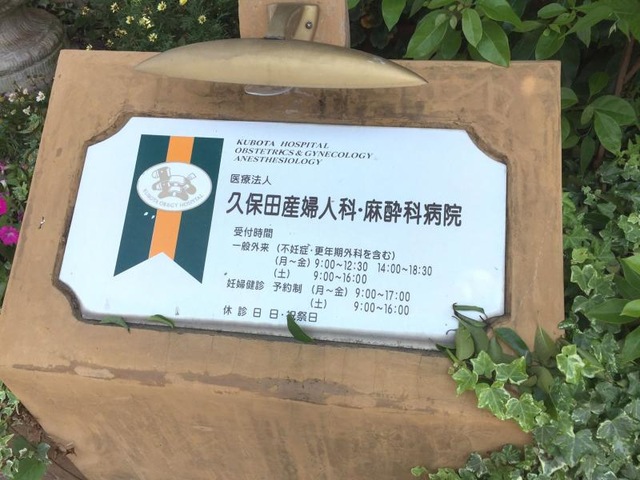 KUBOTA HOSPITAL
OBSTETRICS & GYNECOLOGY
ANESTHESIOLOGY
医療法人
久保田産婦人科・麻酔科病院
受付時間
一般外来 (不妊症・更年期外科を含む)
(月～金) 9:00~12:30 14:00~18:30
(土) 9:00~16:00
妊婦健診 予約制 (月～金) 9:00~17:00
(土) 9:00~16:00
休診日 日・祝祭日
KUBOTA OBGCY HOSPITAL